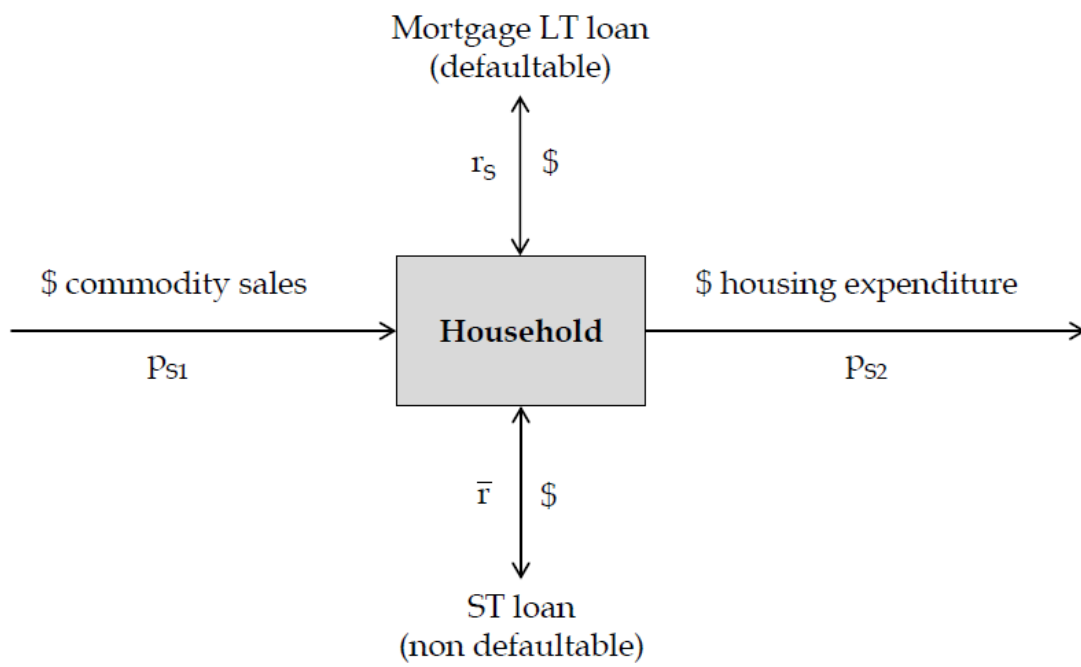 Mortgage LT loan
(defaultable)
r_S $
$ commodity sales
$ housing expenditure
Household
p_S1
p_S2
r̅ $
ST loan
(non defaultable)